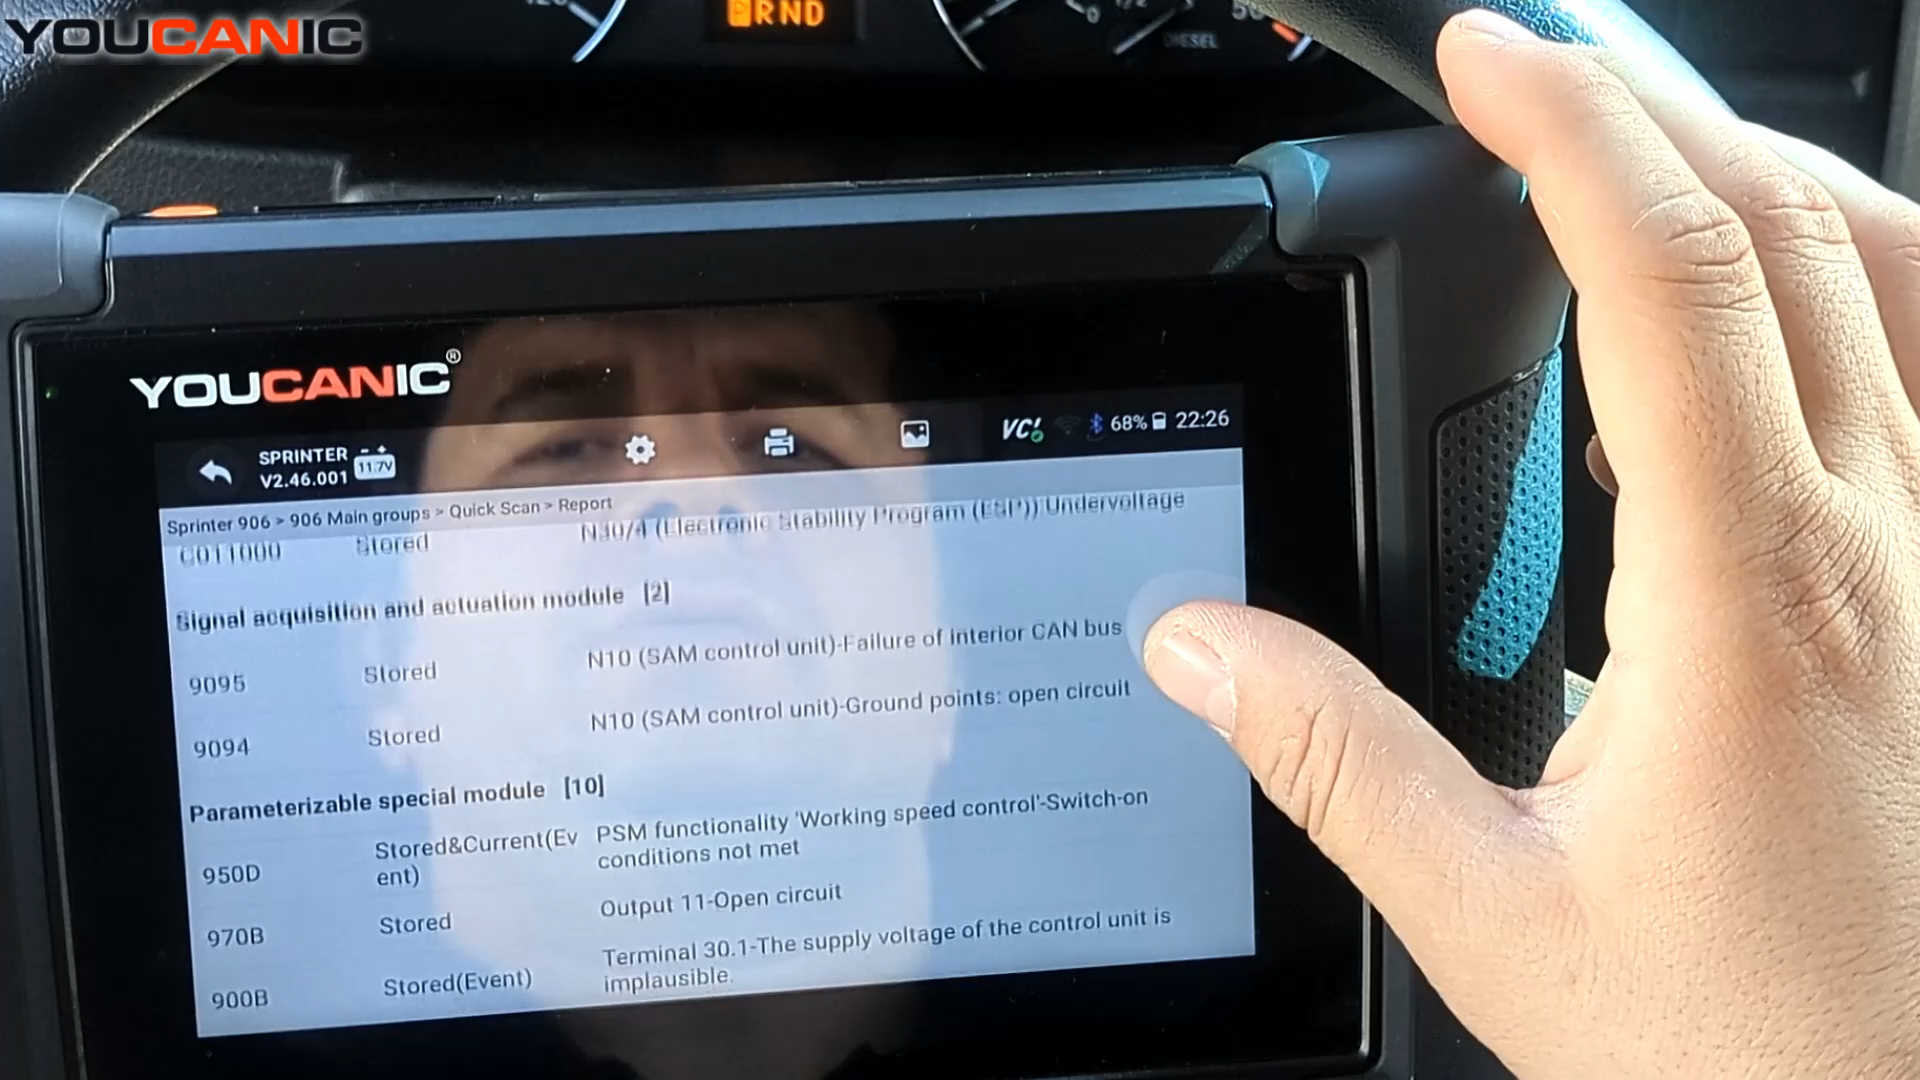 YOUCANIC
PRND
DIESEL
YOUCANIC®
SPRINTER
V2.46.001
11.7V
VC!
68%
22:26
Sprinter 906 > 906 Main groups > Quick Scan > Report
C011000 Stored N30/4 (Electronic Stability Program (ESP)) Undervoltage
Signal acquisition and actuation module [2]
9095 Stored N10 (SAM control unit)-Failure of interior CAN bus
9094 Stored N10 (SAM control unit)-Ground points: open circuit
Parameterizable special module [10]
950D Stored&Current(Ev PSM functionality 'Working speed control'-Switch-on
ent) conditions not met
970B Stored Output 11-Open circuit
900B Stored(Event) Terminal 30.1-The supply voltage of the control unit is
implausible.